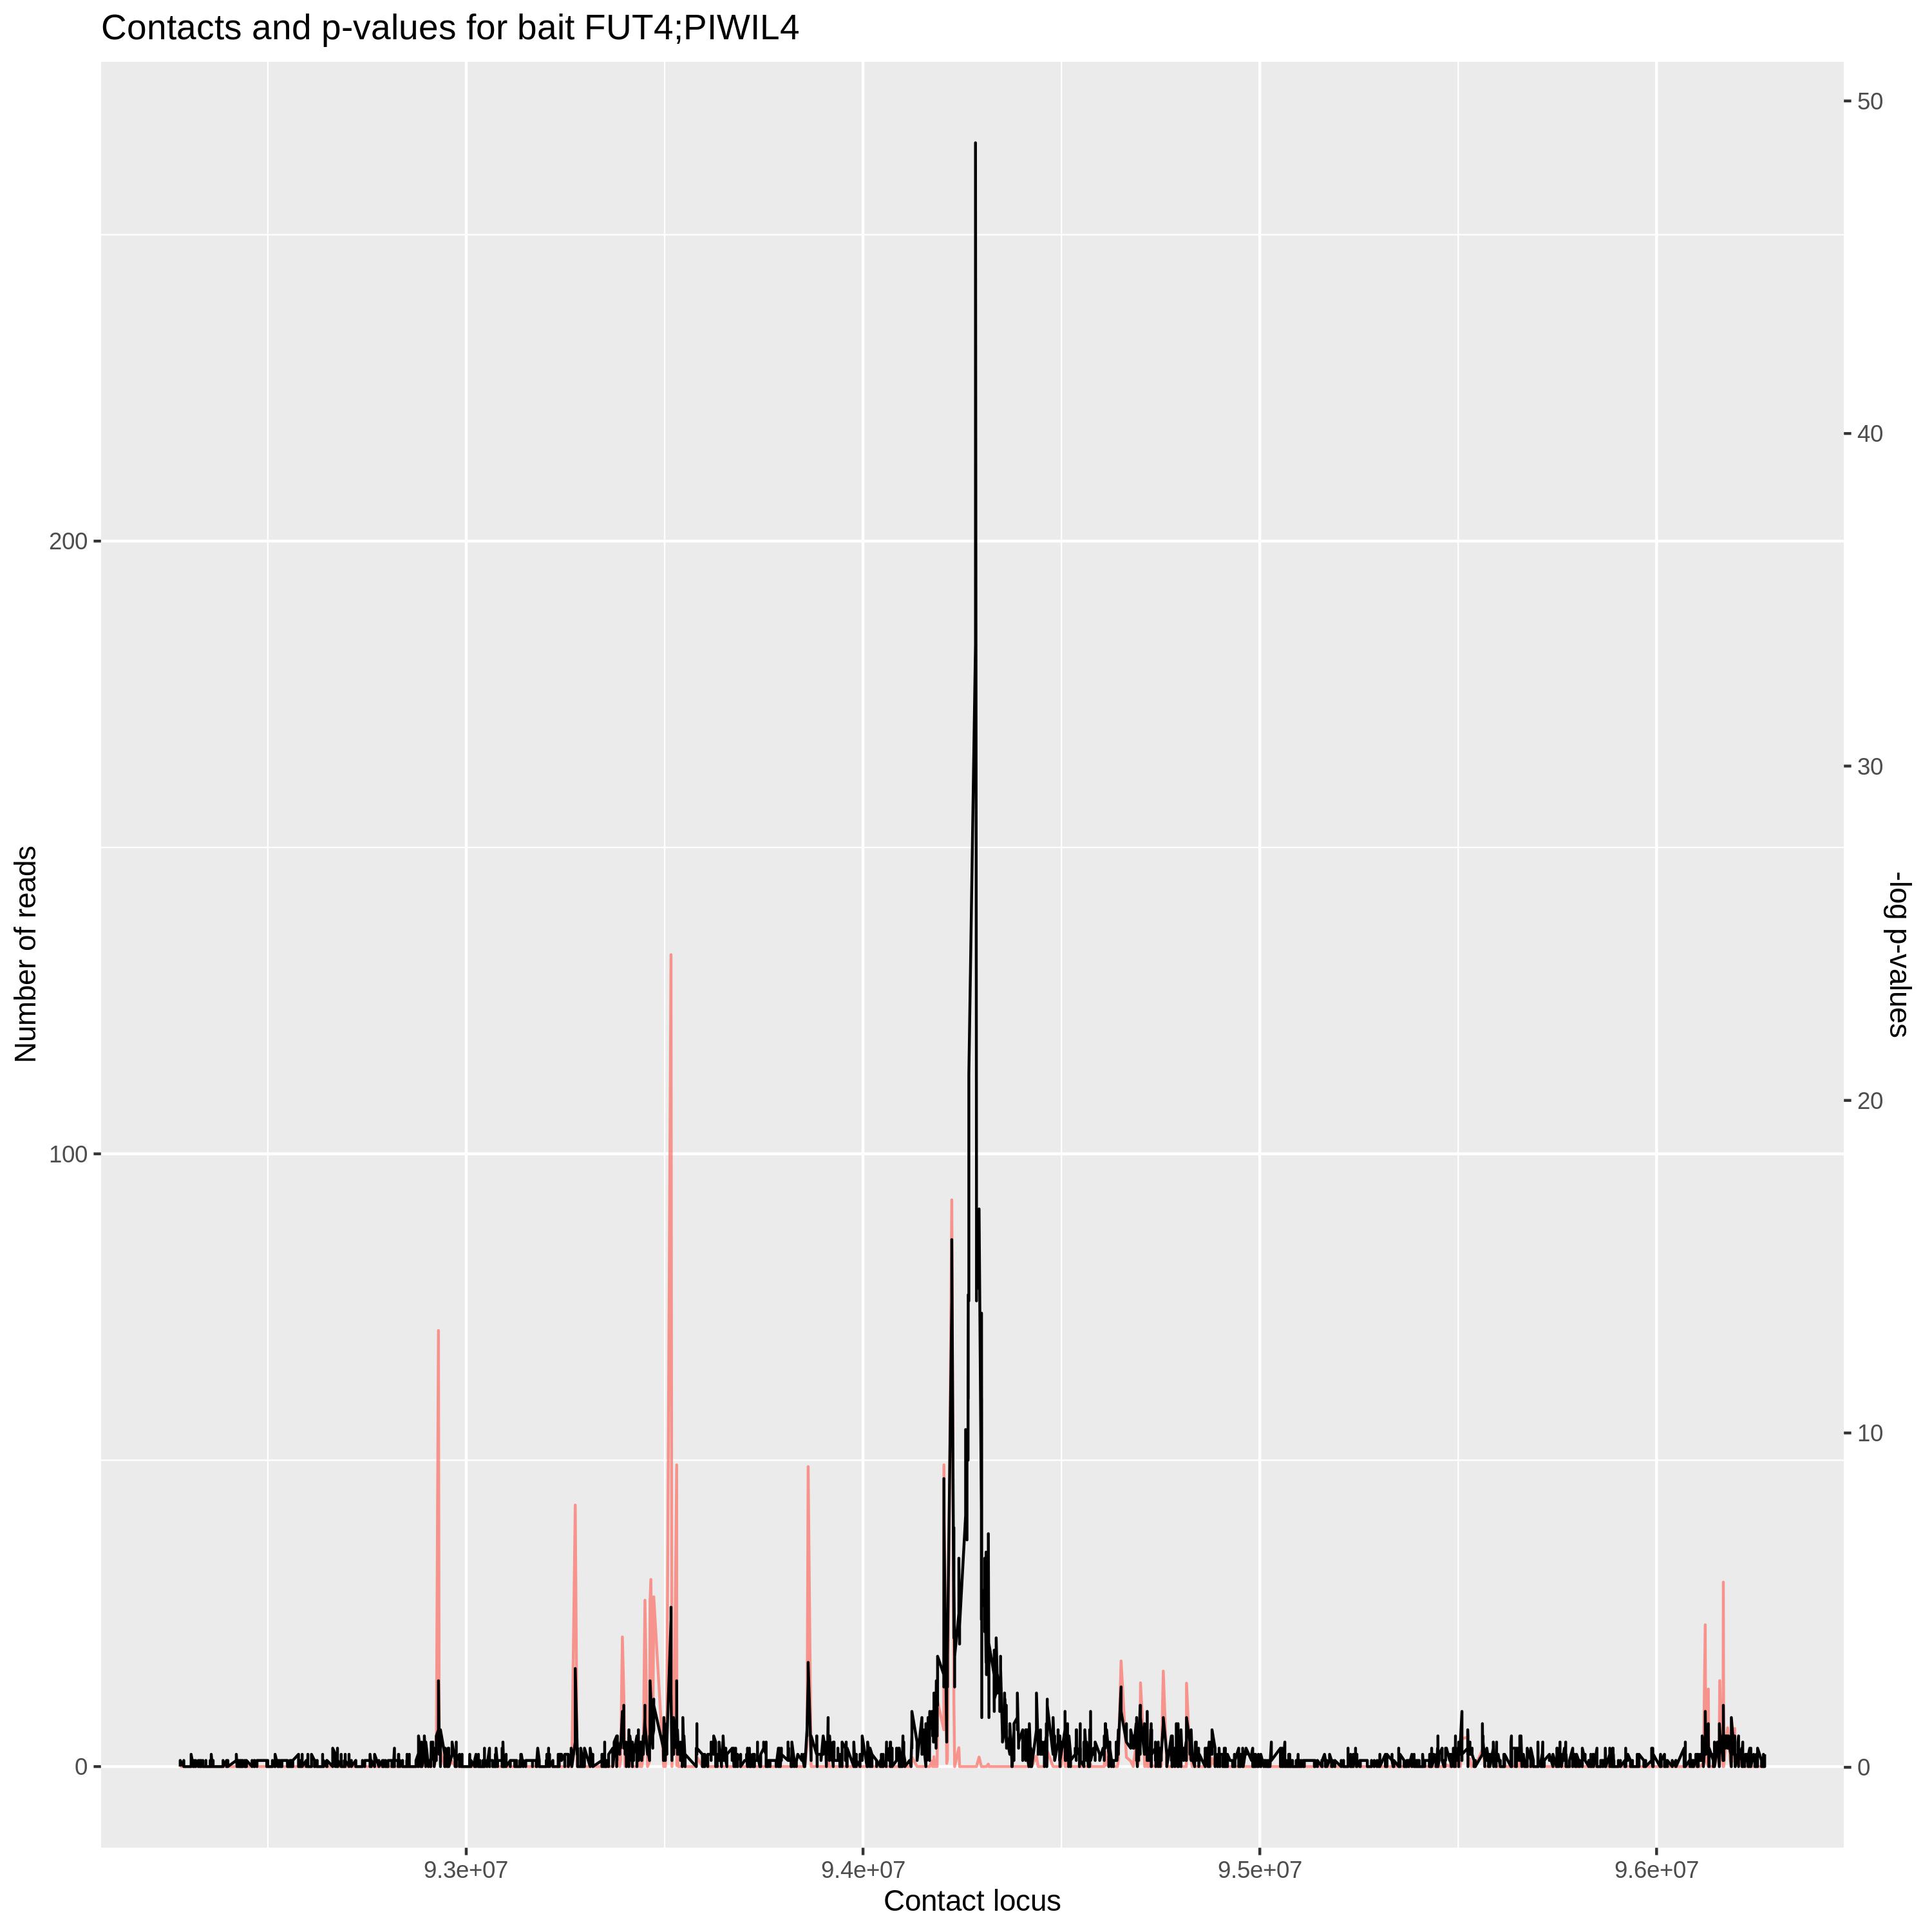 Contacts and p-values for bait FUT4;PIWIL4
50
40
200
30
Number of reads
-log p-values
20
100
10
0
0
9.3e+07
9.4e+07
9.5e+07
9.6e+07
Contact locus